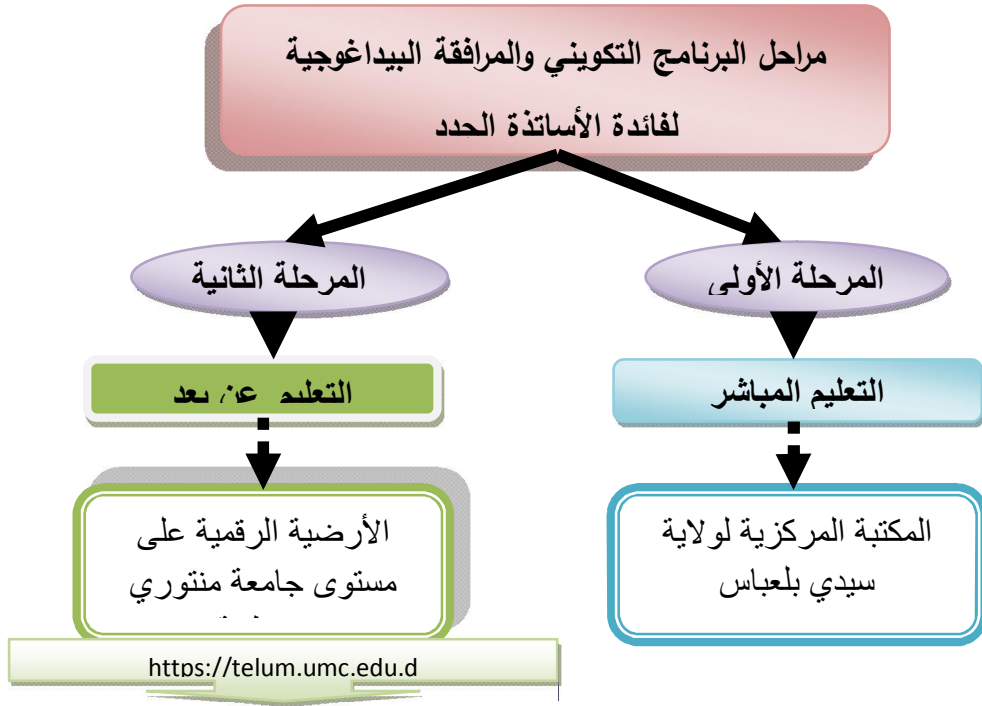 مراحل البرنامج التكويني والمرافقة البيداغوجية
لفائدة الأساتذة الجدد
المرحلة الأولى
المرحلة الثانية
التعليم المباشر
التعليم عن بعد
المكتبة المركزية لولاية
سيدي بلعباس
الأرضية الرقمية على
مستوى جامعة منتوري
https://telum.umc.edu.d